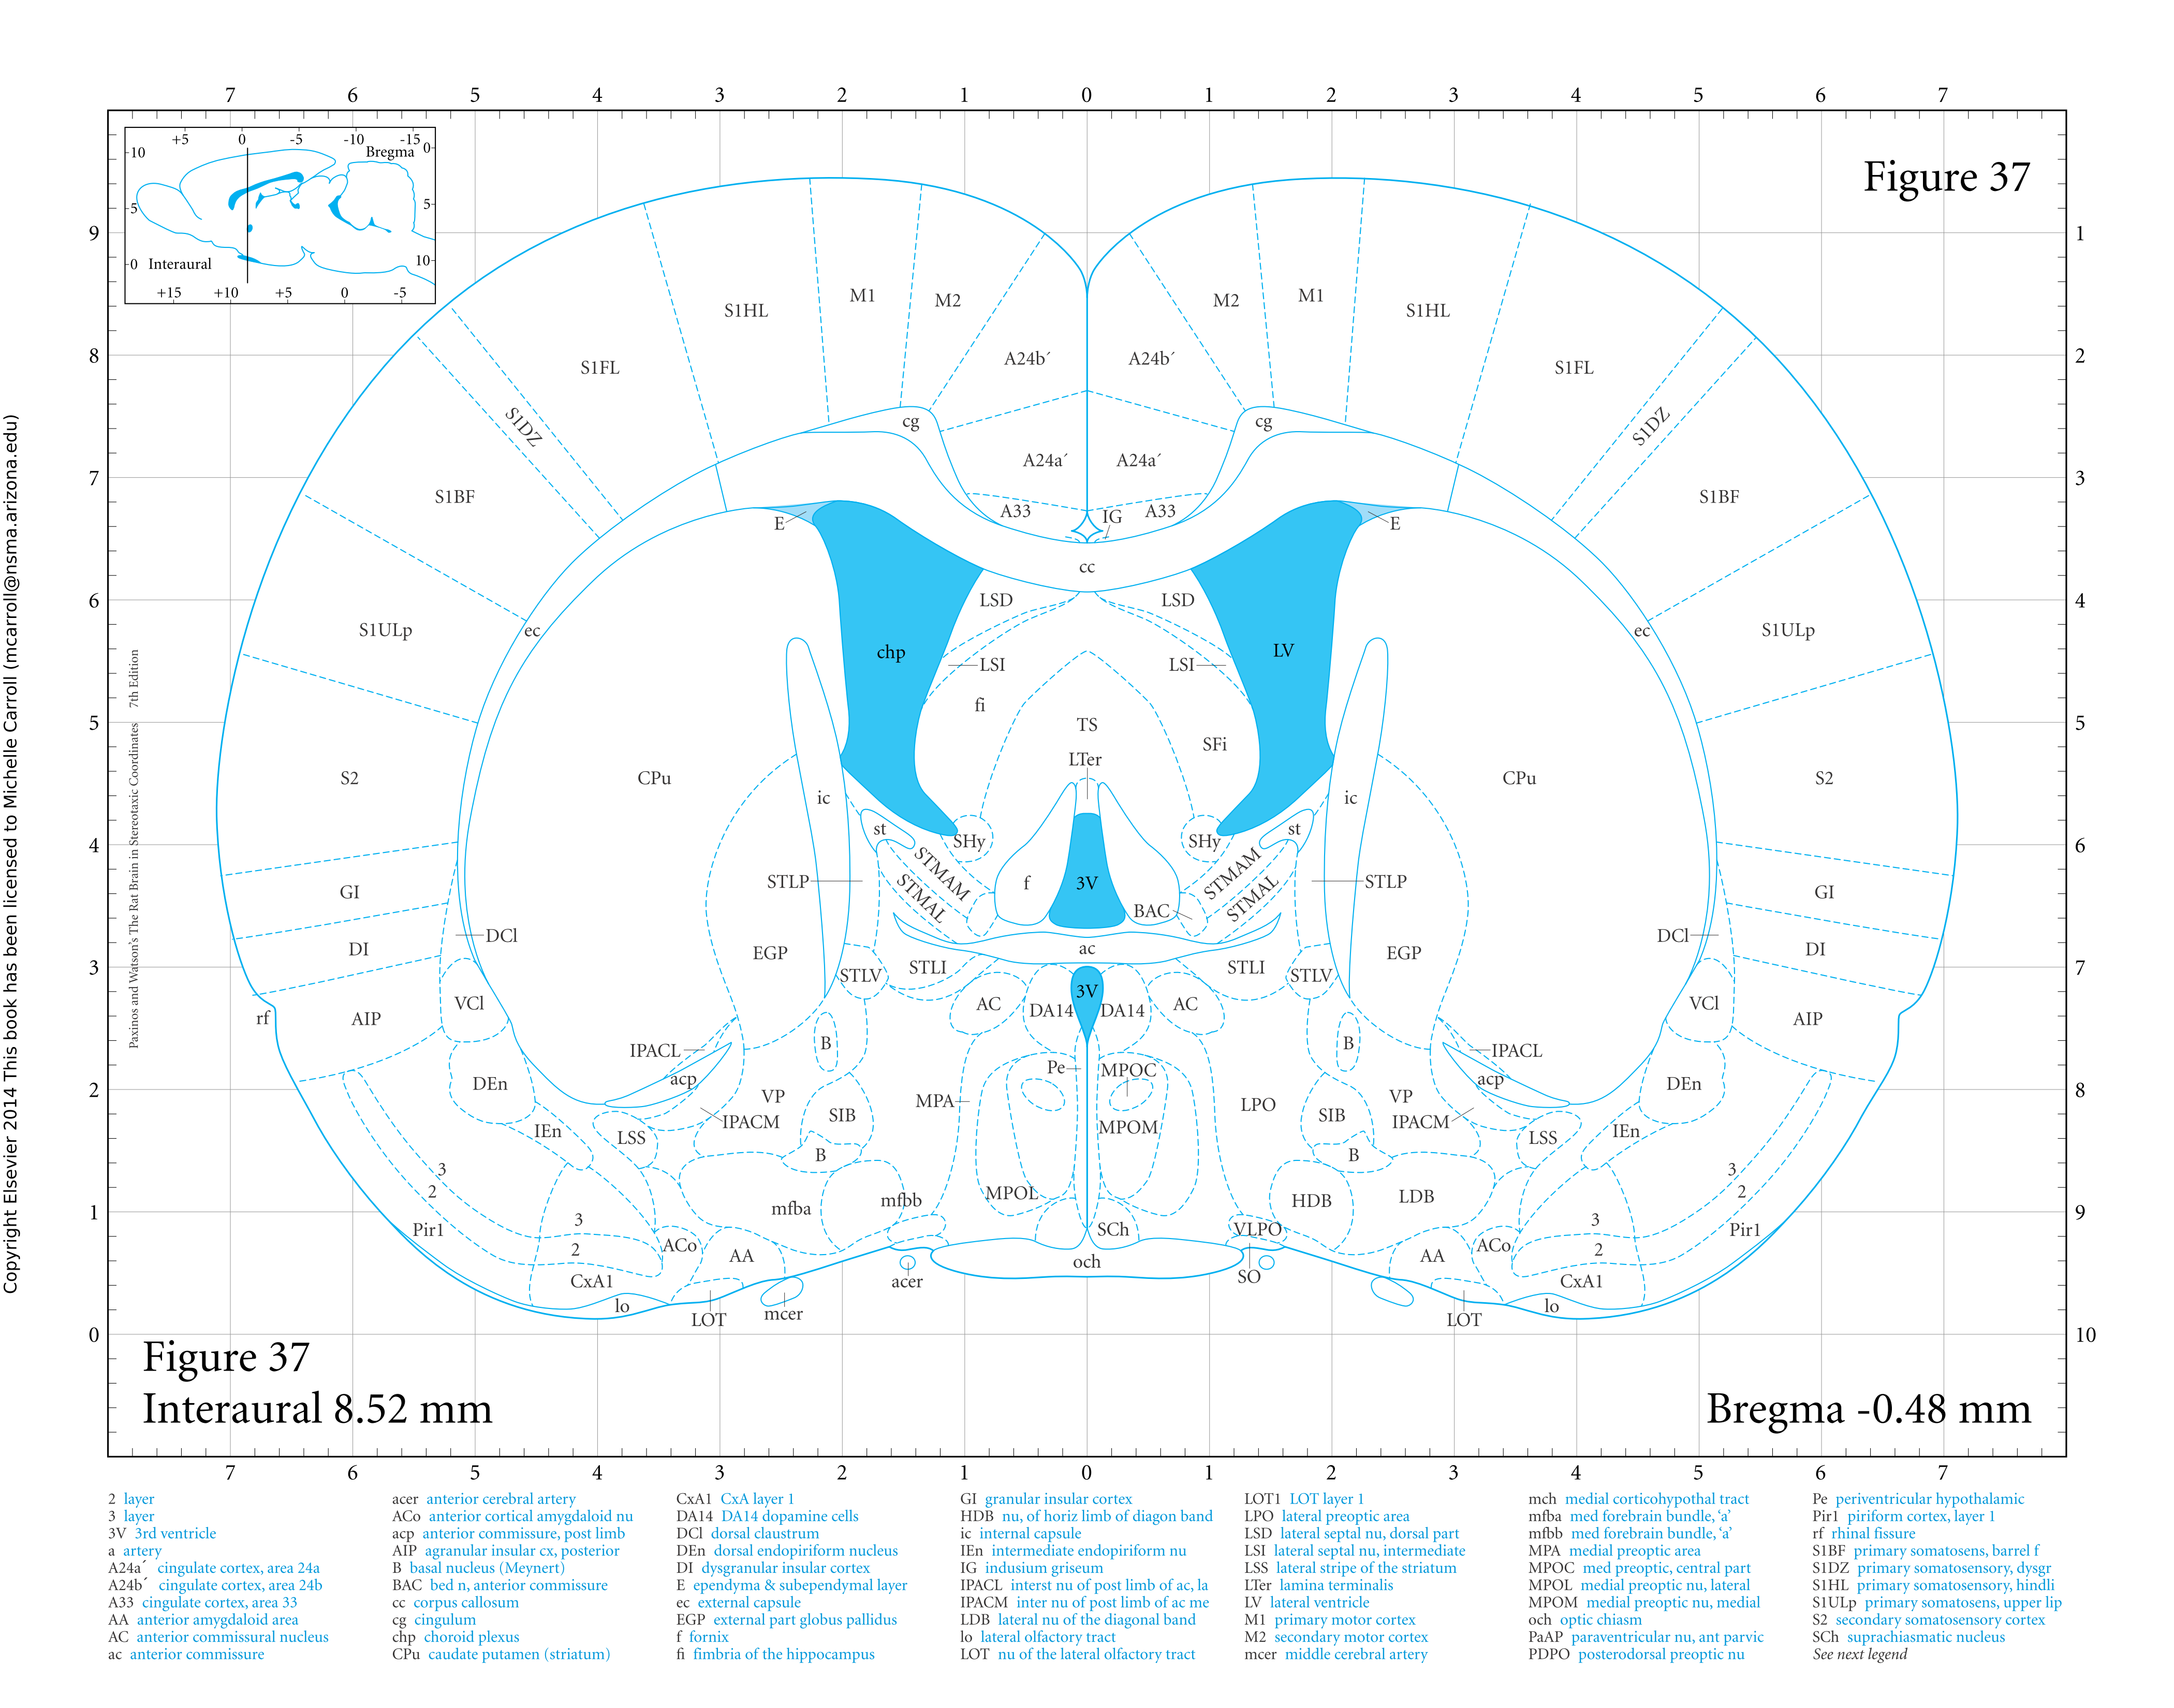 Copyright Elsevier 2014 This book has been licensed to Michelle Carroll (mcarroll@nsma.arizona.edu)
Paxinos and Watson's The Rat Brain in Stereotaxic Coordinates 7th Edition
7 6 5 4 3 2 1 0 1 2 3 4 5 6 7
+5 0 -5 -10 -15
Bregma 0
10
5 5
0 Interaural 10
+15 +10 +5 0 -5
Figure 37
9 1
8 2
7 3
6 4
5 5
4 6
3 7
2 8
1 9
0 10
S1HL M1 M2 M2 M1 S1HL
S1FL A24b´ A24b´ S1FL
S1DZ cg cg S1DZ
S1BF A24a´ A24a´ S1BF
E A33 IG A33 E
cc
S1ULp ec LSD LSD ec S1ULp
chp LSI LSI LV
fi TS SFi
LTer
S2 CPu ic ic CPu S2
st SHy SHy st
STMAM STMAM
STLP STMAL f 3V STMAL STLP
GI BAC GI
DCl ac DCl
DI EGP STLV STLI STLI STLV EGP DI
VCl AC DA14 3V DA14 AC VCl
rf AIP B B AIP
IPACL Pe MPOC IPACL
DEn acp VP MPA LPO VP acp DEn
IPACM SIB MPOM SIB IPACM
IEn LSS B B LSS IEn
3 3
2 mfba mfbb MPOL HDB LDB 2
Pir1 3 SCh VLPO 3 Pir1
2 ACo AA och AA ACo 2
CxA1 acer SO CxA1
lo LOT mcer LOT lo
Figure 37
Interaural 8.52 mm
Bregma -0.48 mm
7 6 5 4 3 2 1 0 1 2 3 4 5 6 7
2 layer
3 layer
3V 3rd ventricle
a artery
A24a´ cingulate cortex, area 24a
A24b´ cingulate cortex, area 24b
A33 cingulate cortex, area 33
AA anterior amygdaloid area
AC anterior commissural nucleus
ac anterior commissure
acer anterior cerebral artery
ACo anterior cortical amygdaloid nu
acp anterior commissure, post limb
AIP agranular insular cx, posterior
B basal nucleus (Meynert)
BAC bed n, anterior commissure
cc corpus callosum
cg cingulum
chp choroid plexus
CPu caudate putamen (striatum)
CxA1 CxA layer 1
DA14 DA14 dopamine cells
DCl dorsal claustrum
DEn dorsal endopiriform nucleus
DI dysgranular insular cortex
E ependyma & subependymal layer
ec external capsule
EGP external part globus pallidus
f fornix
fi fimbria of the hippocampus
GI granular insular cortex
HDB nu, of horiz limb of diagon band
ic internal capsule
IEn intermediate endopiriform nu
IG indusium griseum
IPACL interst nu of post limb of ac, la
IPACM inter nu of post limb of ac me
LDB lateral nu of the diagonal band
lo lateral olfactory tract
LOT nu of the lateral olfactory tract
LOT1 LOT layer 1
LPO lateral preoptic area
LSD lateral septal nu, dorsal part
LSI lateral septal nu, intermediate
LSS lateral stripe of the striatum
LTer lamina terminalis
LV lateral ventricle
M1 primary motor cortex
M2 secondary motor cortex
mcer middle cerebral artery
mch medial corticohypothal tract
mfba med forebrain bundle, 'a'
mfbb med forebrain bundle, 'a'
MPA medial preoptic area
MPOC med preoptic, central part
MPOL medial preoptic nu, lateral
MPOM medial preoptic nu, medial
och optic chiasm
PaAP paraventricular nu, ant parvic
PDPO posterodorsal preoptic nu
Pe periventricular hypothalamic
Pir1 piriform cortex, layer 1
rf rhinal fissure
S1BF primary somatosens, barrel f
S1DZ primary somatosensory, dysgr
S1HL primary somatosensory, hindli
S1ULp primary somatosens, upper lip
S2 secondary somatosensory cortex
SCh suprachiasmatic nucleus
See next legend